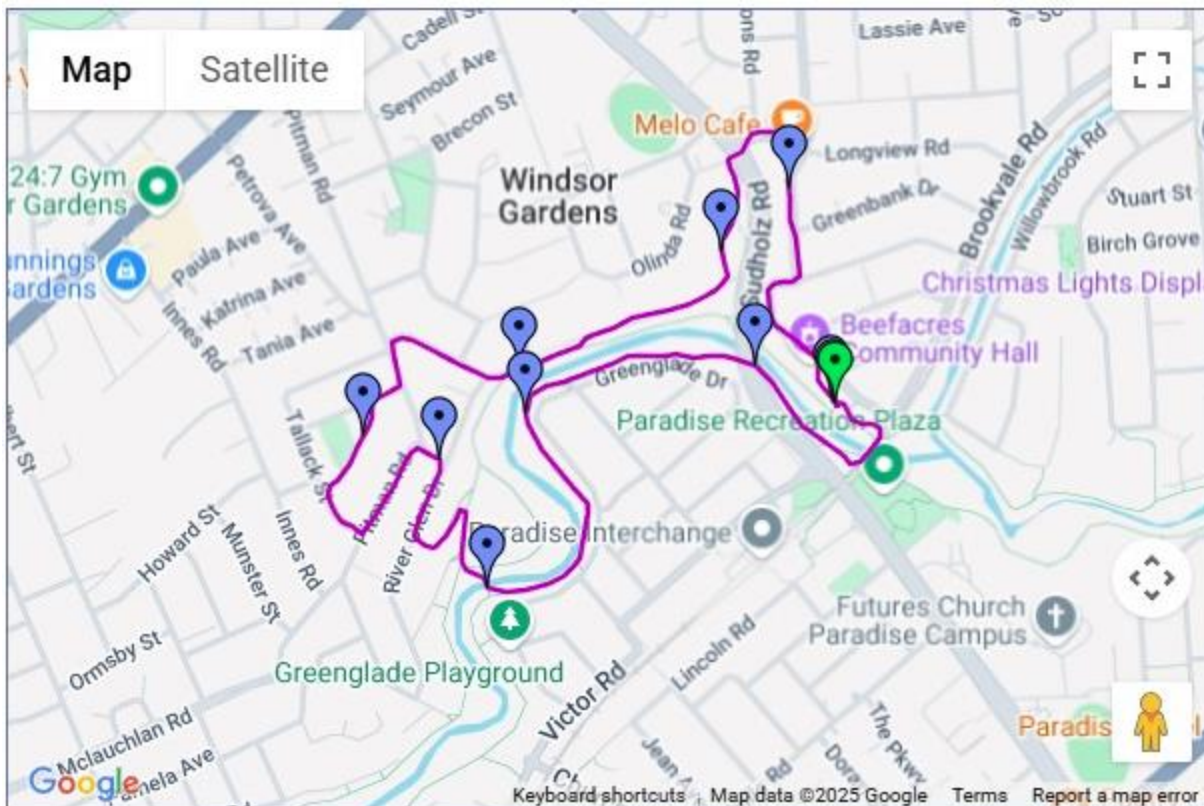 Map
Satellite
Cadell St
Seymour Ave
Brecon St
Pitman Rd
Lassie Ave
Melo Cafe
Longview Rd
Windsor
Gardens
Greenbank Dr
Brookvale Rd
Willowbrook Rd
Stuart St
Birch Grove
24:7 Gym
r Gardens
Petrova Ave
Paula Ave
Katrina Ave
Tania Ave
Innes Rd
Olinda Rd
Sudholz Rd
Christmas Lights Displ
Beefacres
Community Hall
Greenglade Dr
Paradise Recreation Plaza
Tallack St
Pitman Rd
River Glen Dr
Howard St
Munster St
Innes Rd
Paradise Interchange
Futures Church
Paradise Campus
Ormsby St
Greenglade Playground
Victor Rd
Lincoln Rd
The Pkwy
Mclauchlan Rd
Google
Keyboard shortcuts
Map data ©2025 Google
Terms
Report a map error